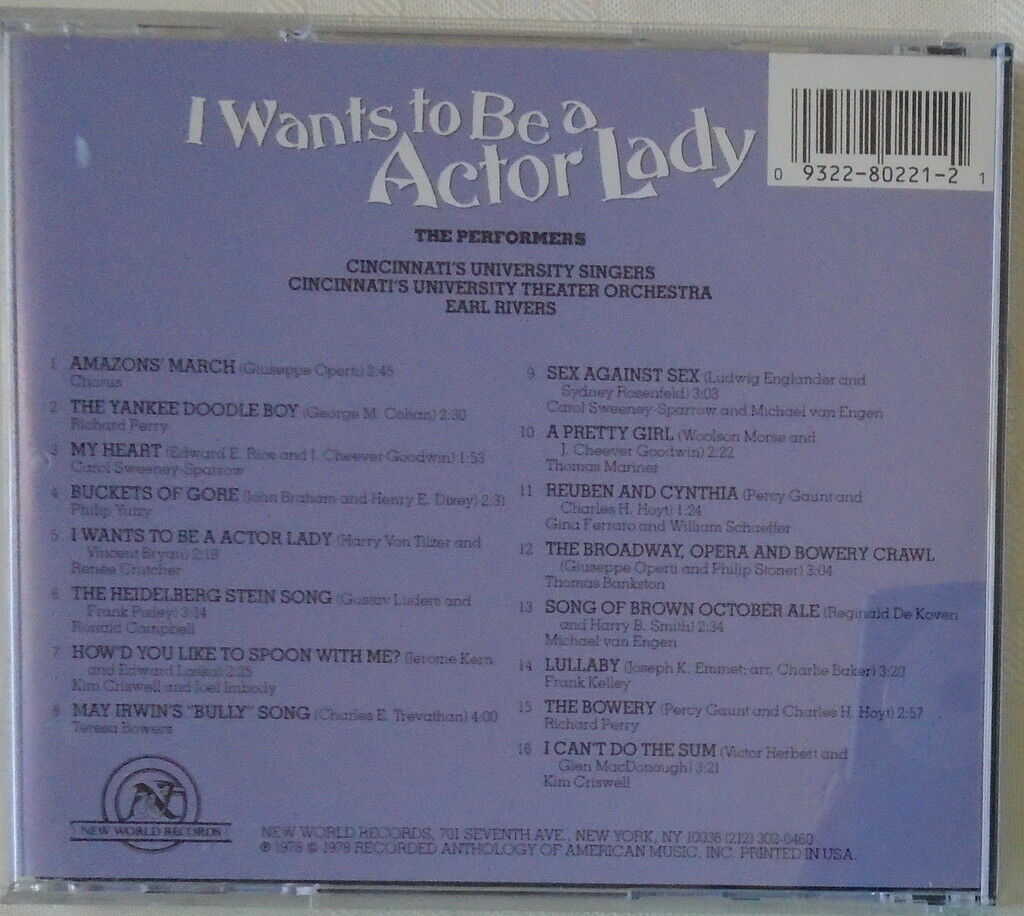 I Wants to Be a
Actor Lady
0 9322-80221-2 1
THE PERFORMERS
CINCINNATI'S UNIVERSITY SINGERS
CINCINNATI'S UNIVERSITY THEATER ORCHESTRA
EARL RIVERS
1 AMAZONS' MARCH (Giuseppe Operti) 2:45
Chorus
2 THE YANKEE DOODLE BOY (George M. Cohan) 2:30
Richard Perry
3 MY HEART (Edward E. Rice and J. Cheever Goodwin) 1:53
Carol Sweeney-Sparrow
4 BUCKETS OF GORE (John Braham and Henry E. Dixey) 2:31
Philip
5 I WANTS TO BE A ACTOR LADY (Harry Von Tilzer and
Vincent Bryan) 2:19
Renee Crutcher
6 THE HEIDELBERG STEIN SONG (Gustav Luders and
Frank Pixley) 3:14
Ronald Campbell
7 HOW'D YOU LIKE TO SPOON WITH ME? (Jerome Kern
and Edward Laska) 2:25
Kim Criswell and Joel Imbody
8 MAY IRWIN'S "BULLY" SONG (Charles E. Trevathan) 4:00
Teresa Bowers
9 SEX AGAINST SEX (Ludwig Englander and
Sydney Rosenfeld) 3:03
Carol Sweeney-Sparrow and Michael van Engen
10 A PRETTY GIRL (Woolson Morse and
J. Cheever Goodwin) 2:22
Thomas Mariner
11 REUBEN AND CYNTHIA (Percy Gaunt and
Charles H. Hoyt) 1:24
Gina Ferraro and William Schaeffer
12 THE BROADWAY, OPERA AND BOWERY CRAWL
(Giuseppe Operti and Philip Stoner) 3:04
Thomas Bankston
13 SONG OF BROWN OCTOBER ALE (Reginald De Koven
and Harry B. Smith) 2:34
Michael van Engen
14 LULLABY (Joseph K. Emmet; arr. Charlie Baker) 3:20
Frank Kelley
15 THE BOWERY (Percy Gaunt and Charles H. Hoyt) 2:57
Richard Perry
16 I CAN'T DO THE SUM (Victor Herbert and
Glen MacDonough) 3:21
Kim Criswell
NEW WORLD RECORDS
NEW WORLD RECORDS, 701 SEVENTH AVE., NEW YORK, NY 10036 (212) 302-0460
℗ 1978 © 1978 RECORDED ANTHOLOGY OF AMERICAN MUSIC, INC. PRINTED IN USA.